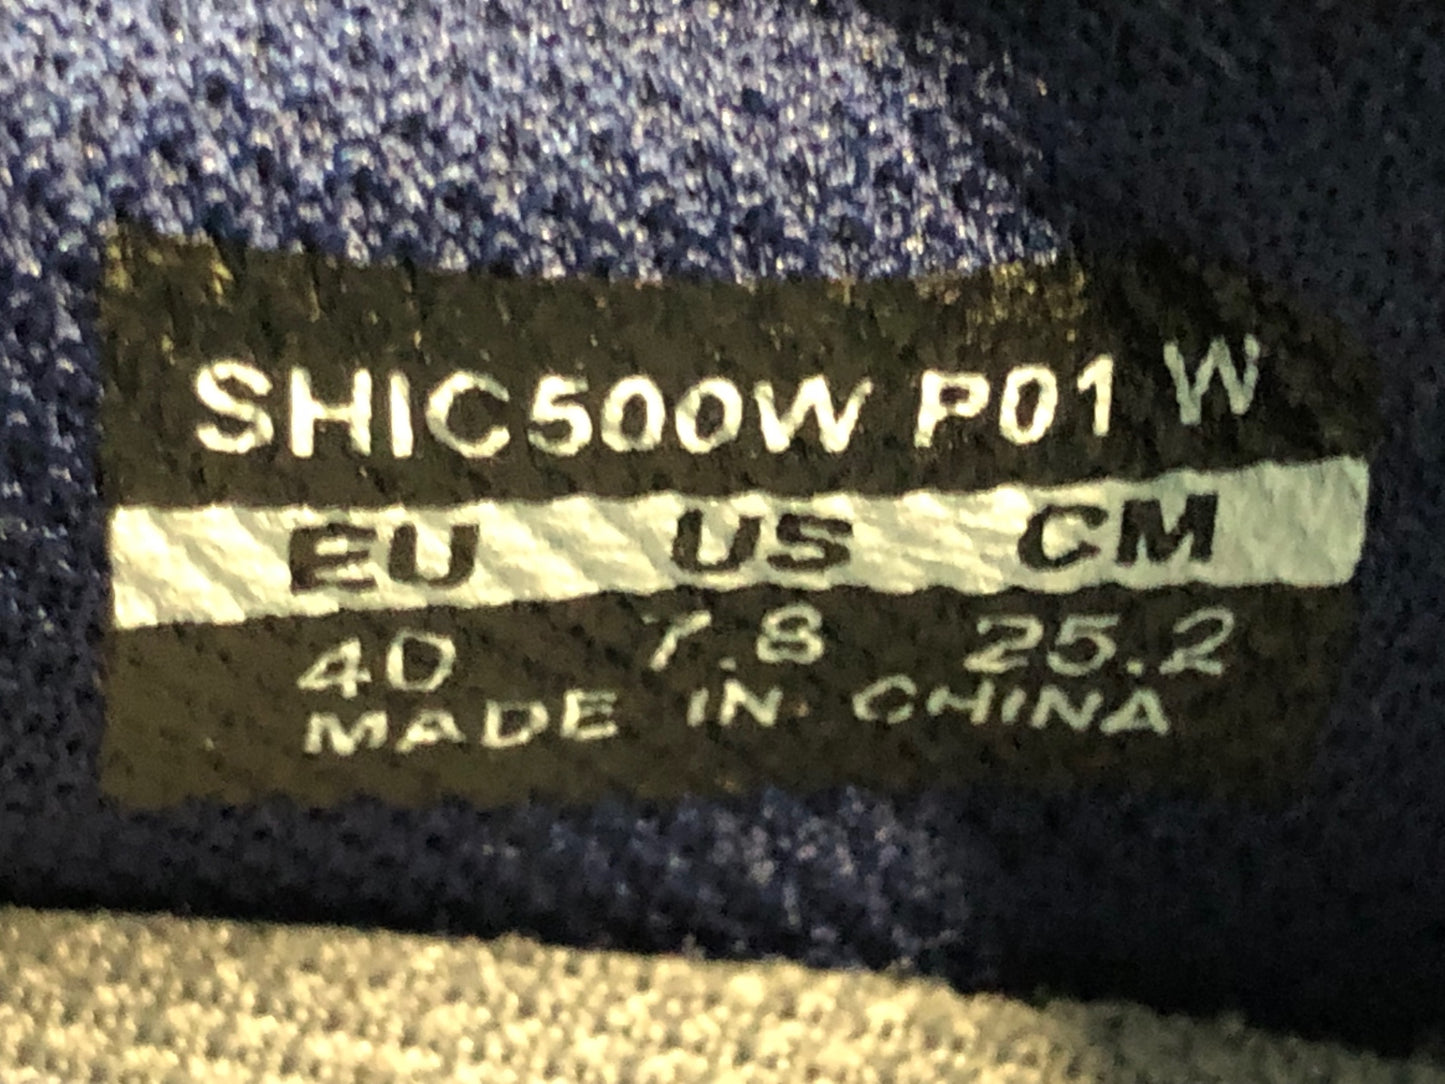 SHIC500W P01 W
EU US CM
40 7.8 25.2
MADE IN CHINA